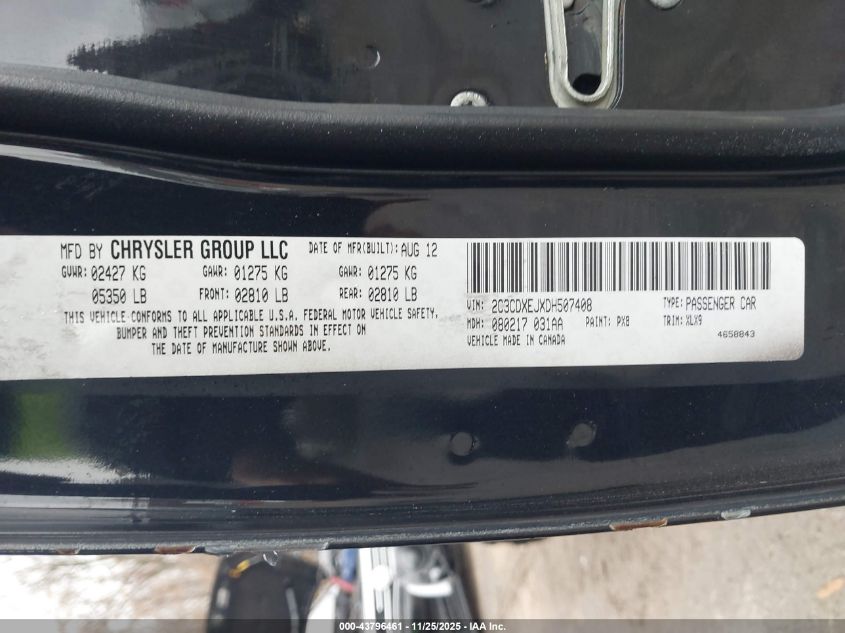 MFD BY CHRYSLER GROUP LLC DATE OF MFR(BUILT): AUG 12
GVWR: 02427 KG GAWR: 01275 KG GAWR: 01275 KG
05350 LB FRONT: 02810 LB REAR: 02810 LB
THIS VEHICLE CONFORMS TO ALL APPLICABLE U.S.A. FEDERAL MOTOR VEHICLE SAFETY,
BUMPER AND THEFT PREVENTION STANDARDS IN EFFECT ON
THE DATE OF MANUFACTURE SHOWN ABOVE.
VIN: 2C3CDXEJXDH507408 TYPE: PASSENGER CAR
MDH: 080217 031AA PAINT: PX8 TRIM: XLX9
VEHICLE MADE IN CANADA 4658843
000-43796461 - 11/25/2025 - IAA Inc.